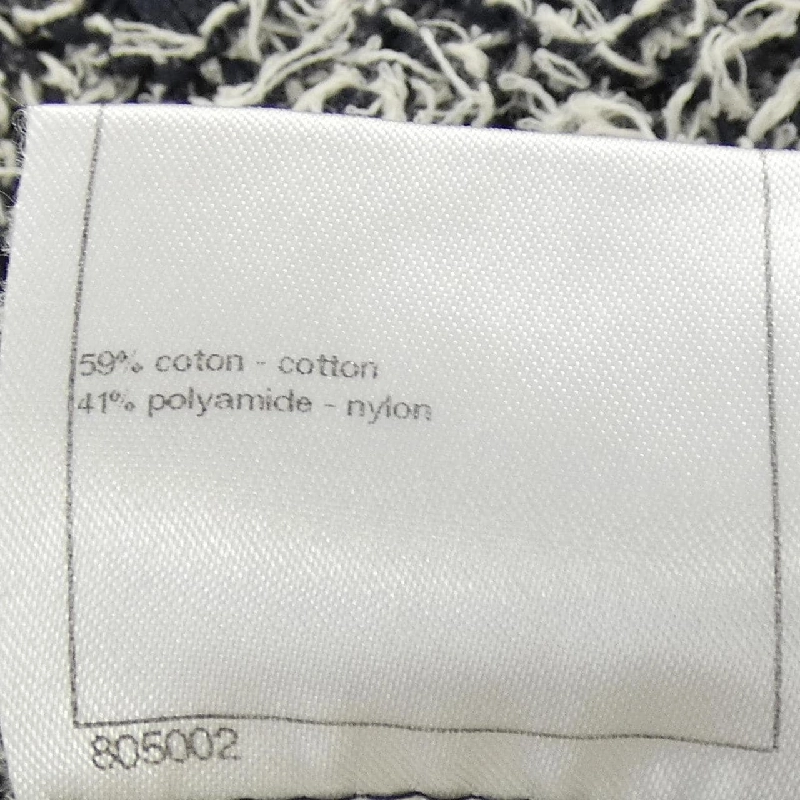 59% coton - cotton
41% polyamide - nylon
805002